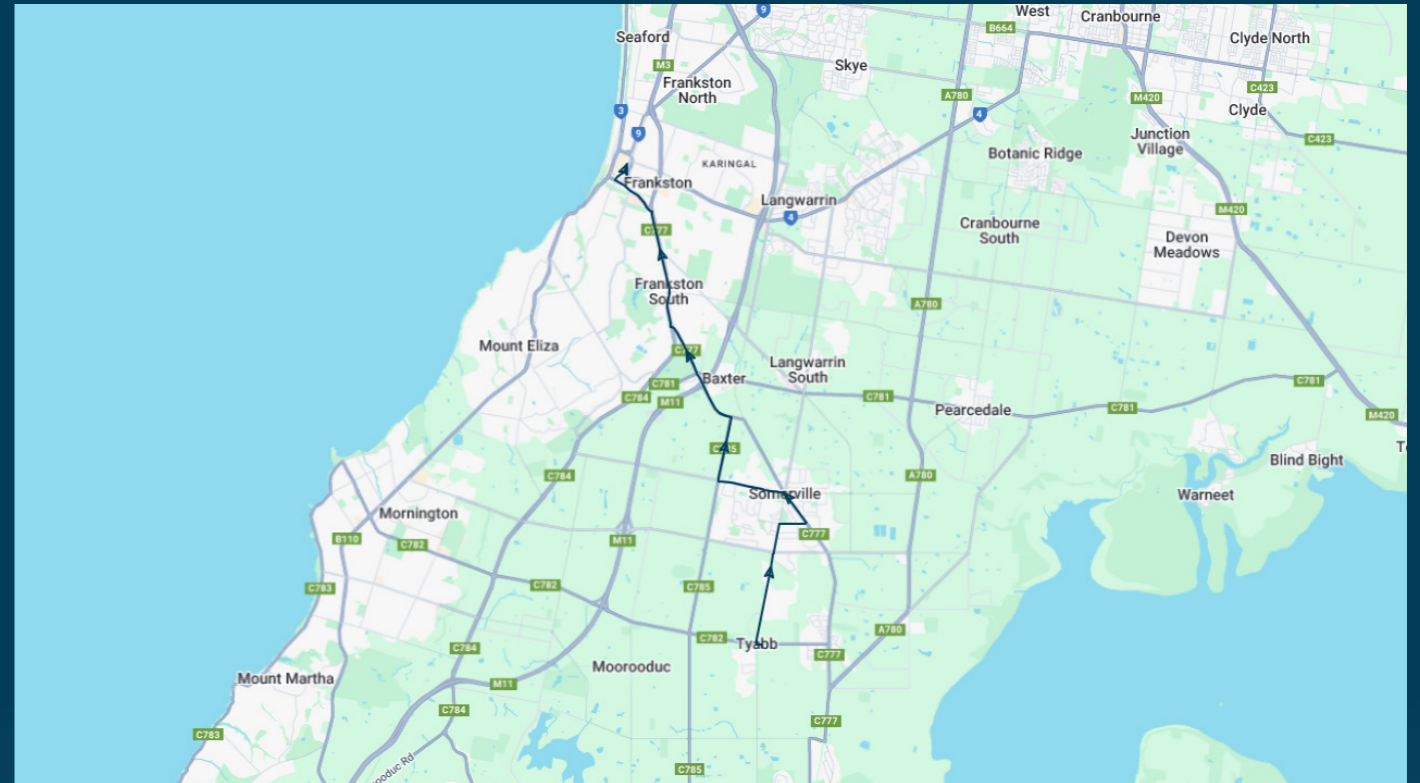 West
Cranbourne
9
B664
Seaford
Clyde North
Skye
M3
Frankston
North
C423
A780
M420
Clyde
3
4
9
Junction
Village
C423
KARINGAL
Botanic Ridge
Frankston
Langwarrin
M420
4
C777
Cranbourne
South
Devon
Meadows
Frankston
South
A780
Mount Eliza
C777
Langwarrin
South
Baxter
C781
C784
M11
C781
C781
C781
Pearcedale
M420
Blind Bight
C784
A780
Somerville
Warneet
Mornington
C777
B110
C782
M11
C783
C782
C785
A780
C782
Tyabb
C784
C777
Moorooduc
Mount Martha
M11
C784
C777
C783
C785